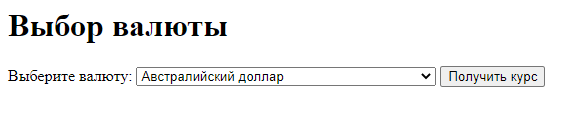 Выбор валюты
Выберите валюту: Австралийский доллар Получить курс